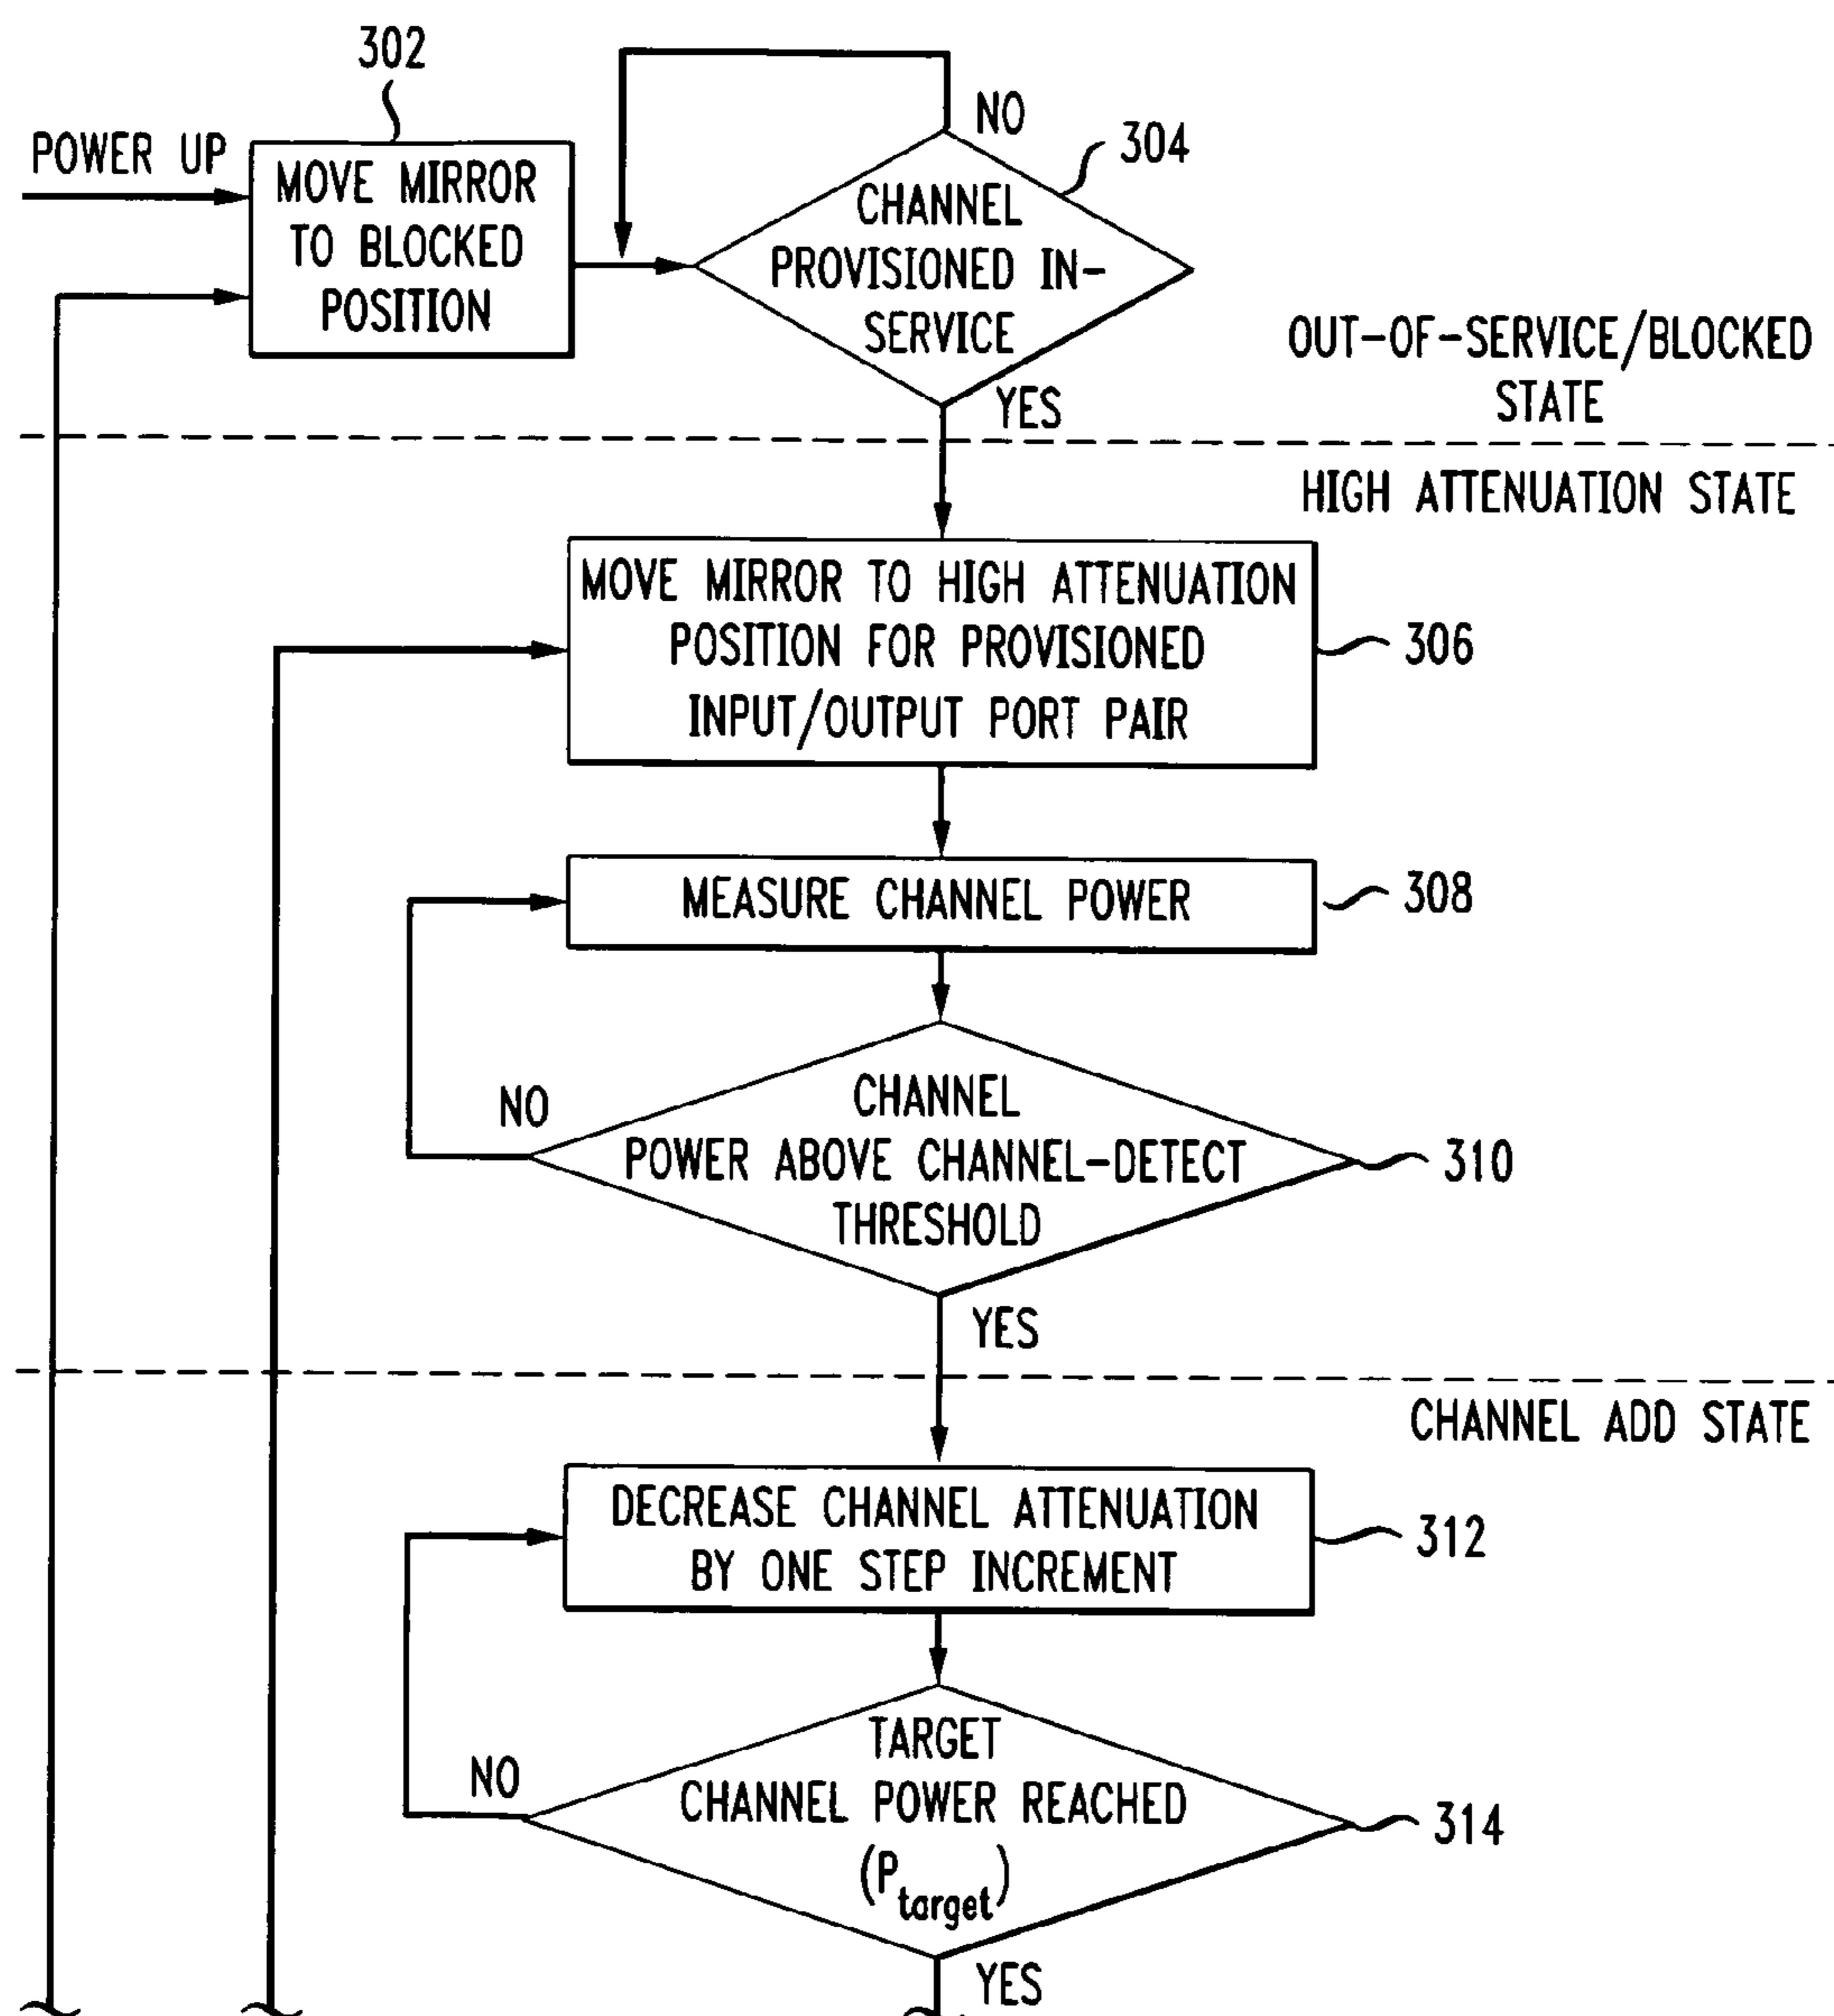 302
POWER UP
MOVE MIRROR
TO BLOCKED
POSITION
NO
304
CHANNEL
PROVISIONED IN-
SERVICE
YES
OUT-OF-SERVICE/BLOCKED
STATE
HIGH ATTENUATION STATE
MOVE MIRROR TO HIGH ATTENUATION
POSITION FOR PROVISIONED
INPUT/OUTPUT PORT PAIR
306
MEASURE CHANNEL POWER
308
NO
CHANNEL
POWER ABOVE CHANNEL-DETECT
THRESHOLD
310
YES
CHANNEL ADD STATE
DECREASE CHANNEL ATTENUATION
BY ONE STEP INCREMENT
312
NO
TARGET
CHANNEL POWER REACHED
(Ptarget)
314
YES